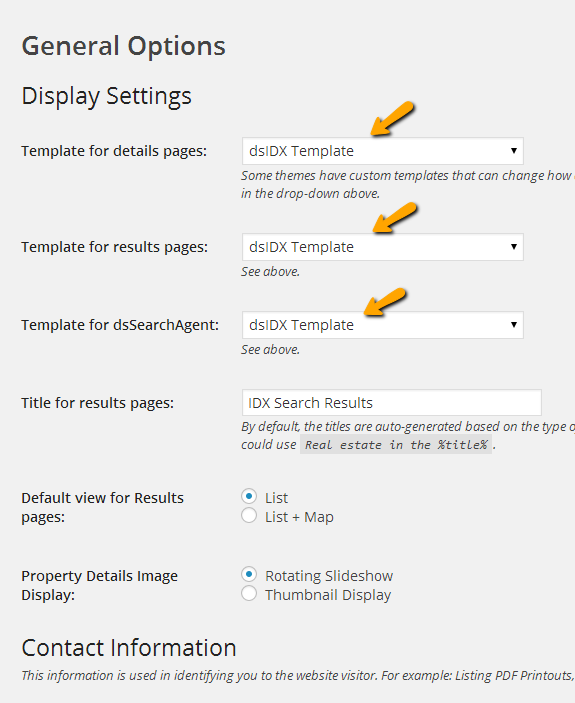 General Options
Display Settings
Template for details pages:
dsIDX Template
Some themes have custom templates that can change how
in the drop-down above.
Template for results pages:
dsIDX Template
See above.
Template for dsSearchAgent:
dsIDX Template
See above.
Title for results pages:
IDX Search Results
By default, the titles are auto-generated based on the type
could use Real estate in the %title%.
Default view for Results
pages:
List
List + Map
Property Details Image
Display:
Rotating Slideshow
Thumbnail Display
Contact Information
This information is used in identifying you to the website visitor. For example: Listing PDF Printouts,